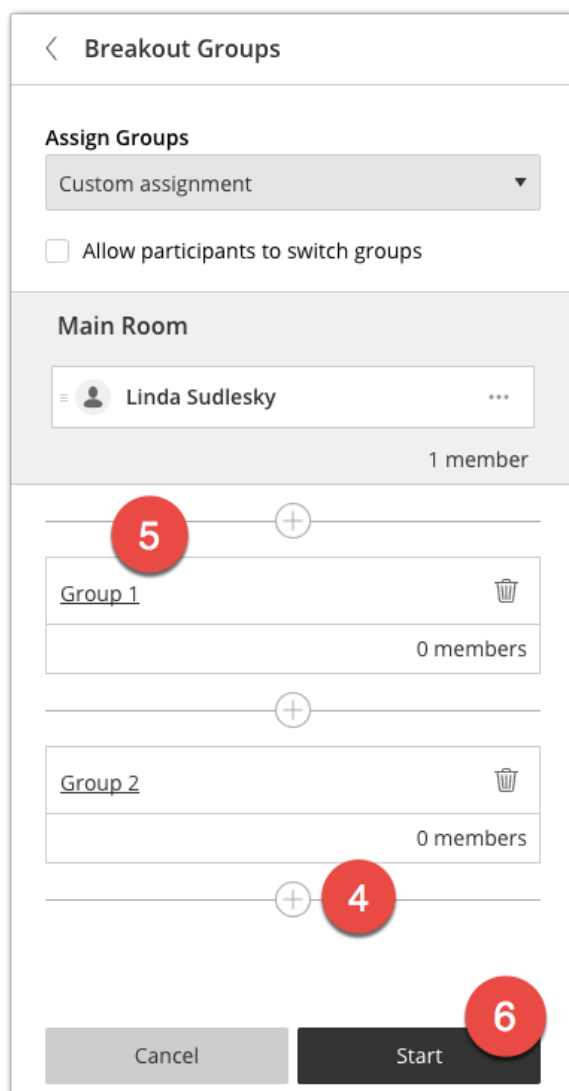 Breakout Groups
Assign Groups
Custom assignment
Allow participants to switch groups
Main Room
Linda Sudlesky
1 member
5
Group 1
0 members
Group 2
0 members
4
6
Cancel
Start